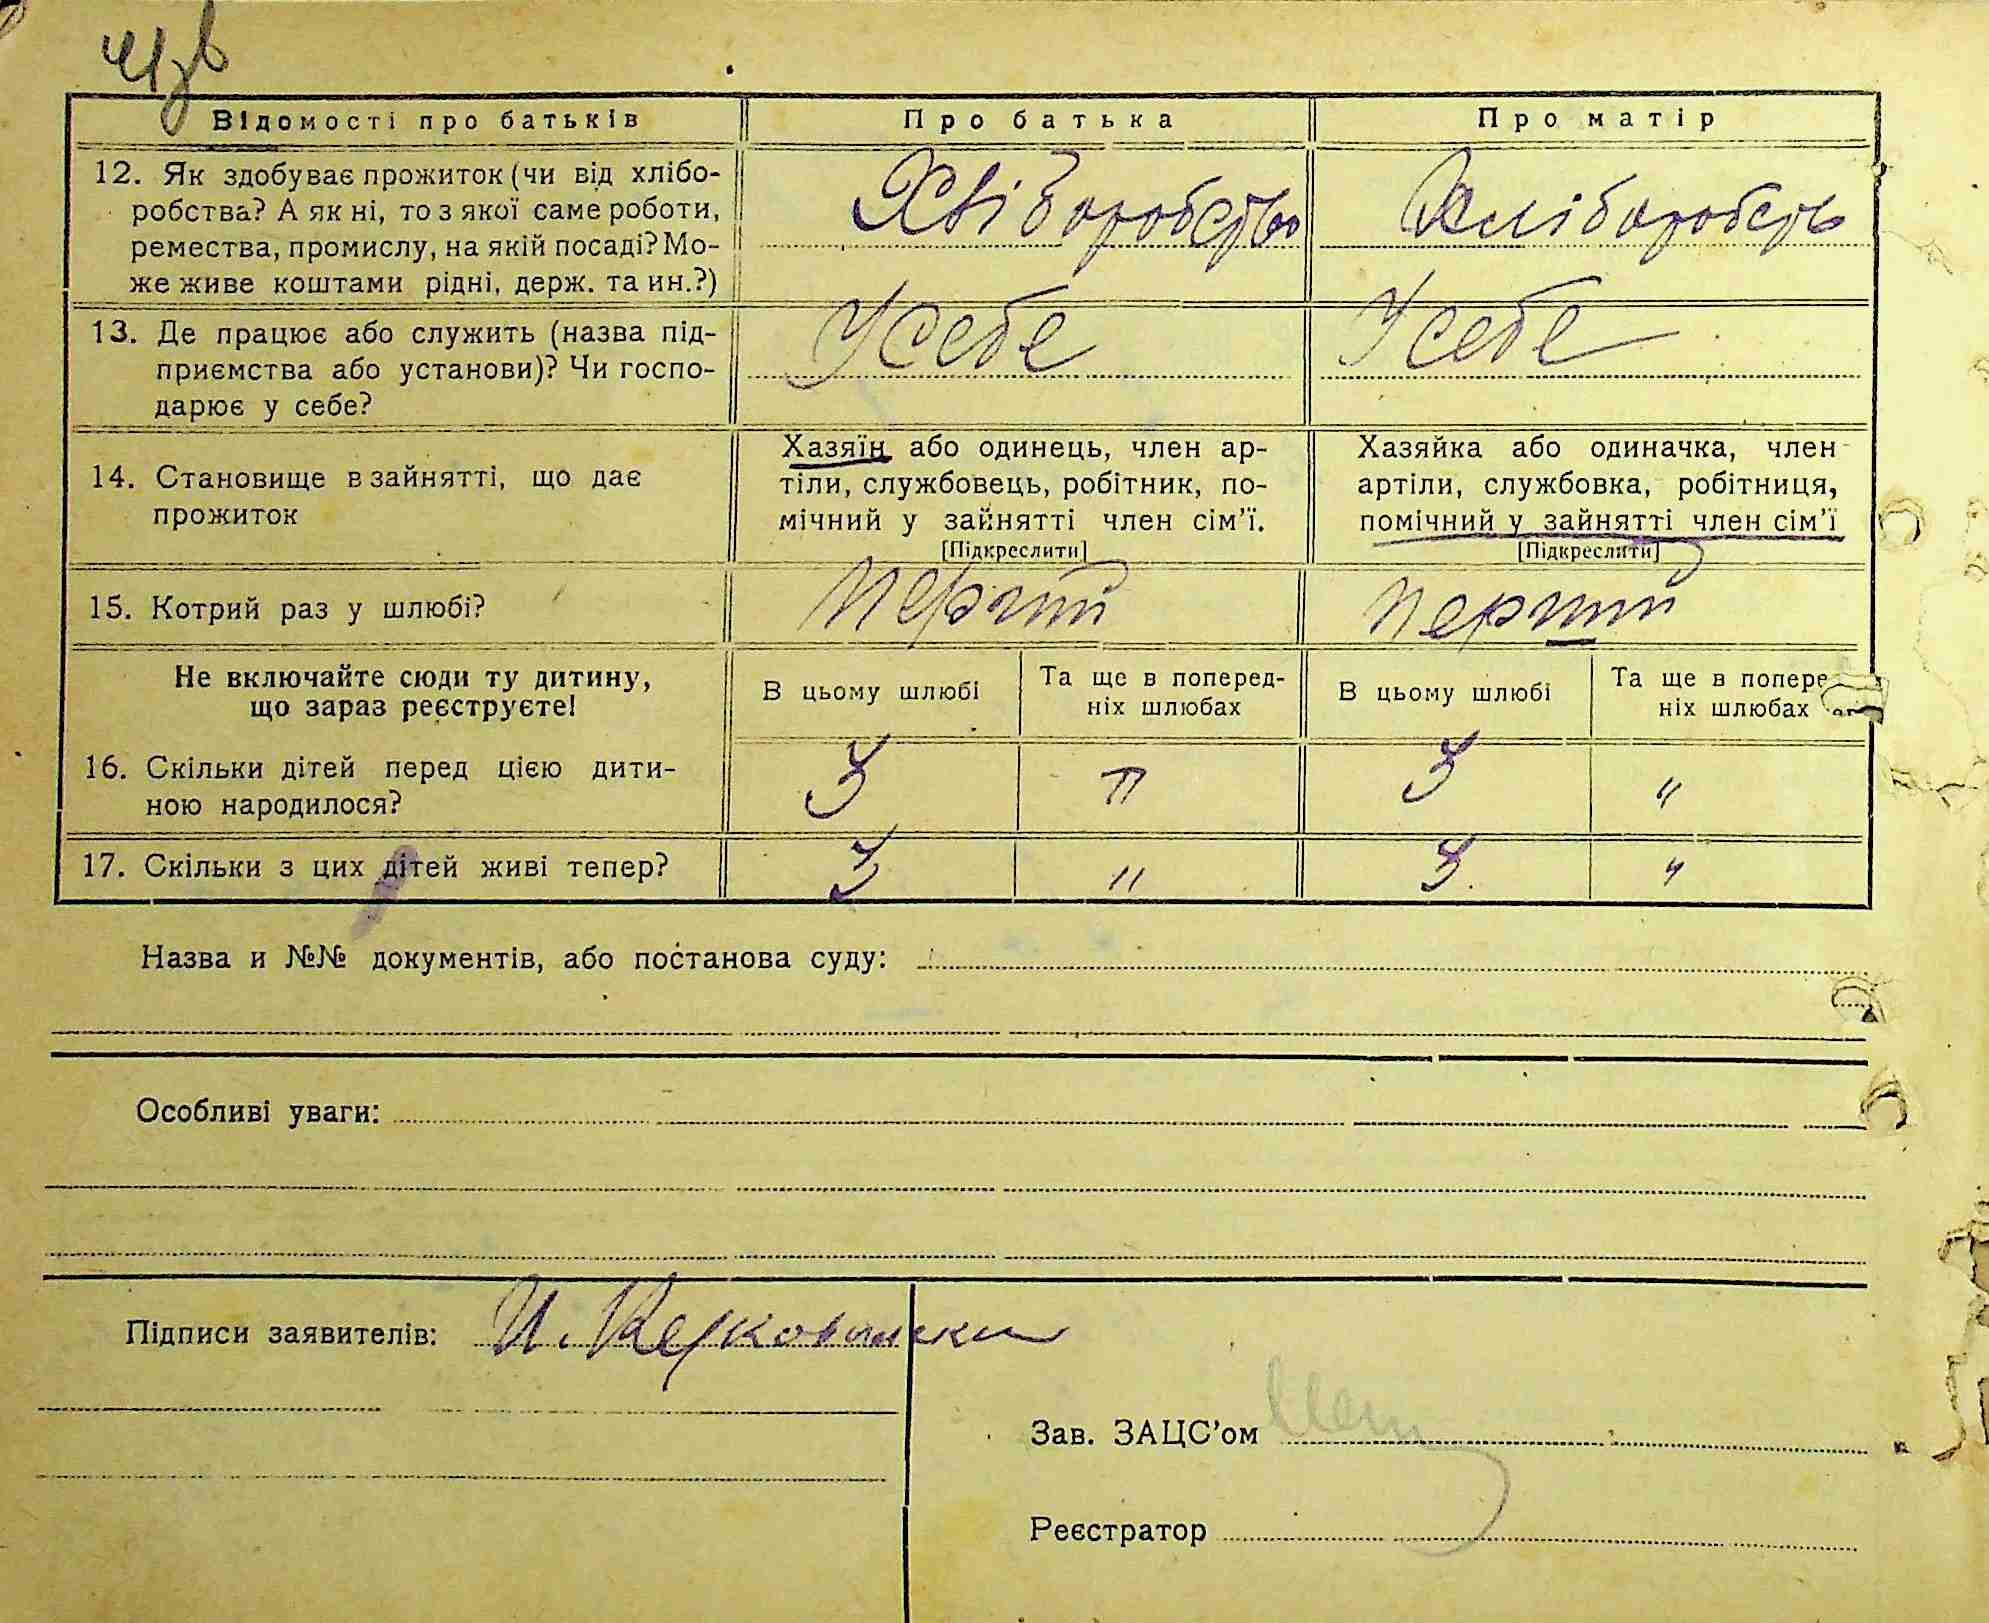 41зв
Відомості про батьків
Про батька
Про матір
12. Як здобуває прожиток (чи від хлібо-
робства? А як ні, то з якої саме роботи,
ремества, промислу, на якій посаді? Мо-
же живе коштами рідні, держ. та ин.?)
Хліборобство
Хліборобств
13. Де працює або служить (назва під-
приємства або установи)? Чи госпо-
дарює у себе?
У себе
У себе
14. Становище в зайнятті, що дає
прожиток
Хазяїн або одинець, член ар-
тіли, службовець, робітник, по-
мічний у зайнятті член сім'ї.
[Підкреслити]
Хазяйка або одиначка, член
артіли, службовка, робітниця,
помічний у зайнятті член сім'ї
[Підкреслити]
15. Котрий раз у шлюбі?
перший
перший
Не включайте сюди ту дитину,
що зараз реєструєте!
В цьому шлюбі
Та ще в поперед-
ніх шлюбах
В цьому шлюбі
Та ще в попере
ніх шлюбах
16. Скільки дітей перед цією дити-
ною народилося?
3 " 3 "
17. Скільки з цих дітей живі тепер?
3 " 3 "
Назва и №№ документів, або постанова суду:
Особливі уваги:
Підписи заявителів:
Зав. ЗАЦС'ом
Реєстратор